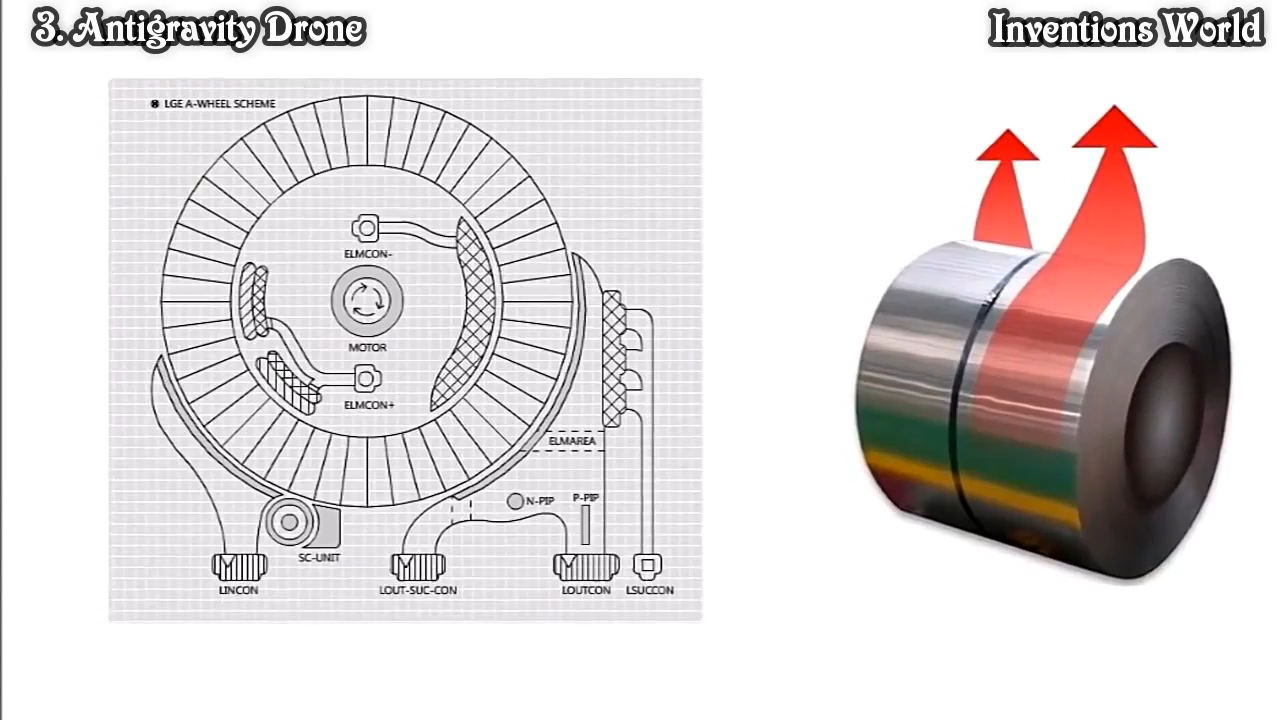 3. Antigravity Drone
Inventions World
LGE A-WHEEL SCHEME
ELMCON-
MOTOR
ELMCON+
ELMAREA
N-PIP
P-PIP
SC-UNIT
LINCON
LOUT-SUC-CON
LOUTCON
LSUCCON